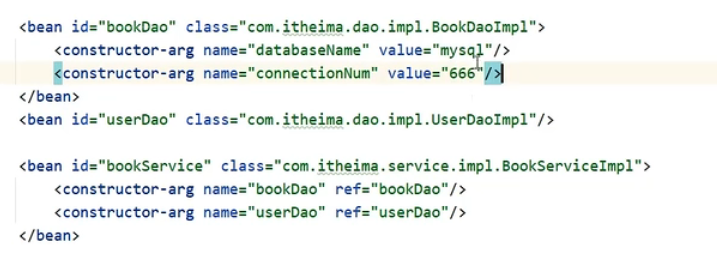 <bean id="bookDao" class="com.itheima.dao.impl.BookDaoImpl">
<constructor-arg name="databaseName" value="mysql"/>
<constructor-arg name="connectionNum" value="666"/>
</bean>
<bean id="userDao" class="com.itheima.dao.impl.UserDaoImpl"/>
<bean id="bookService" class="com.itheima.service.impl.BookServiceImpl">
<constructor-arg name="bookDao" ref="bookDao"/>
<constructor-arg name="userDao" ref="userDao"/>
</bean>